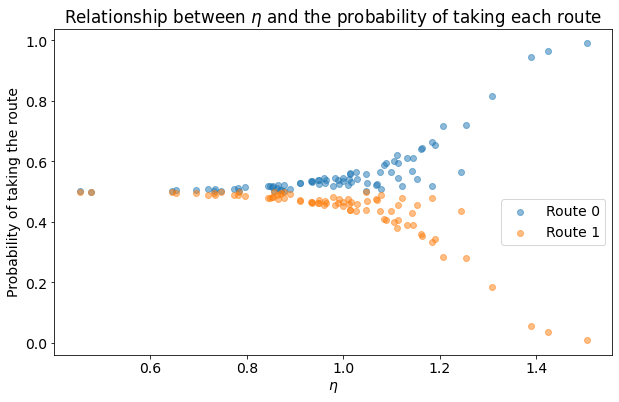 Relationship between η and the probability of taking each route
Probability of taking the route
1.0
0.8
0.6
0.4
0.2
0.0
Route 0
Route 1
0.6 0.8 1.0 1.2 1.4
η